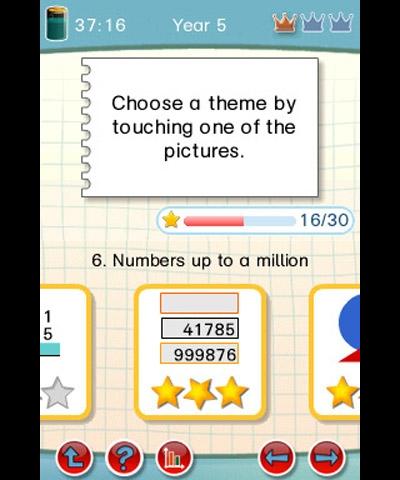 37:16 Year 5
Choose a theme by
touching one of the
pictures.
16/30
6. Numbers up to a million
1
5
41785
999876
?